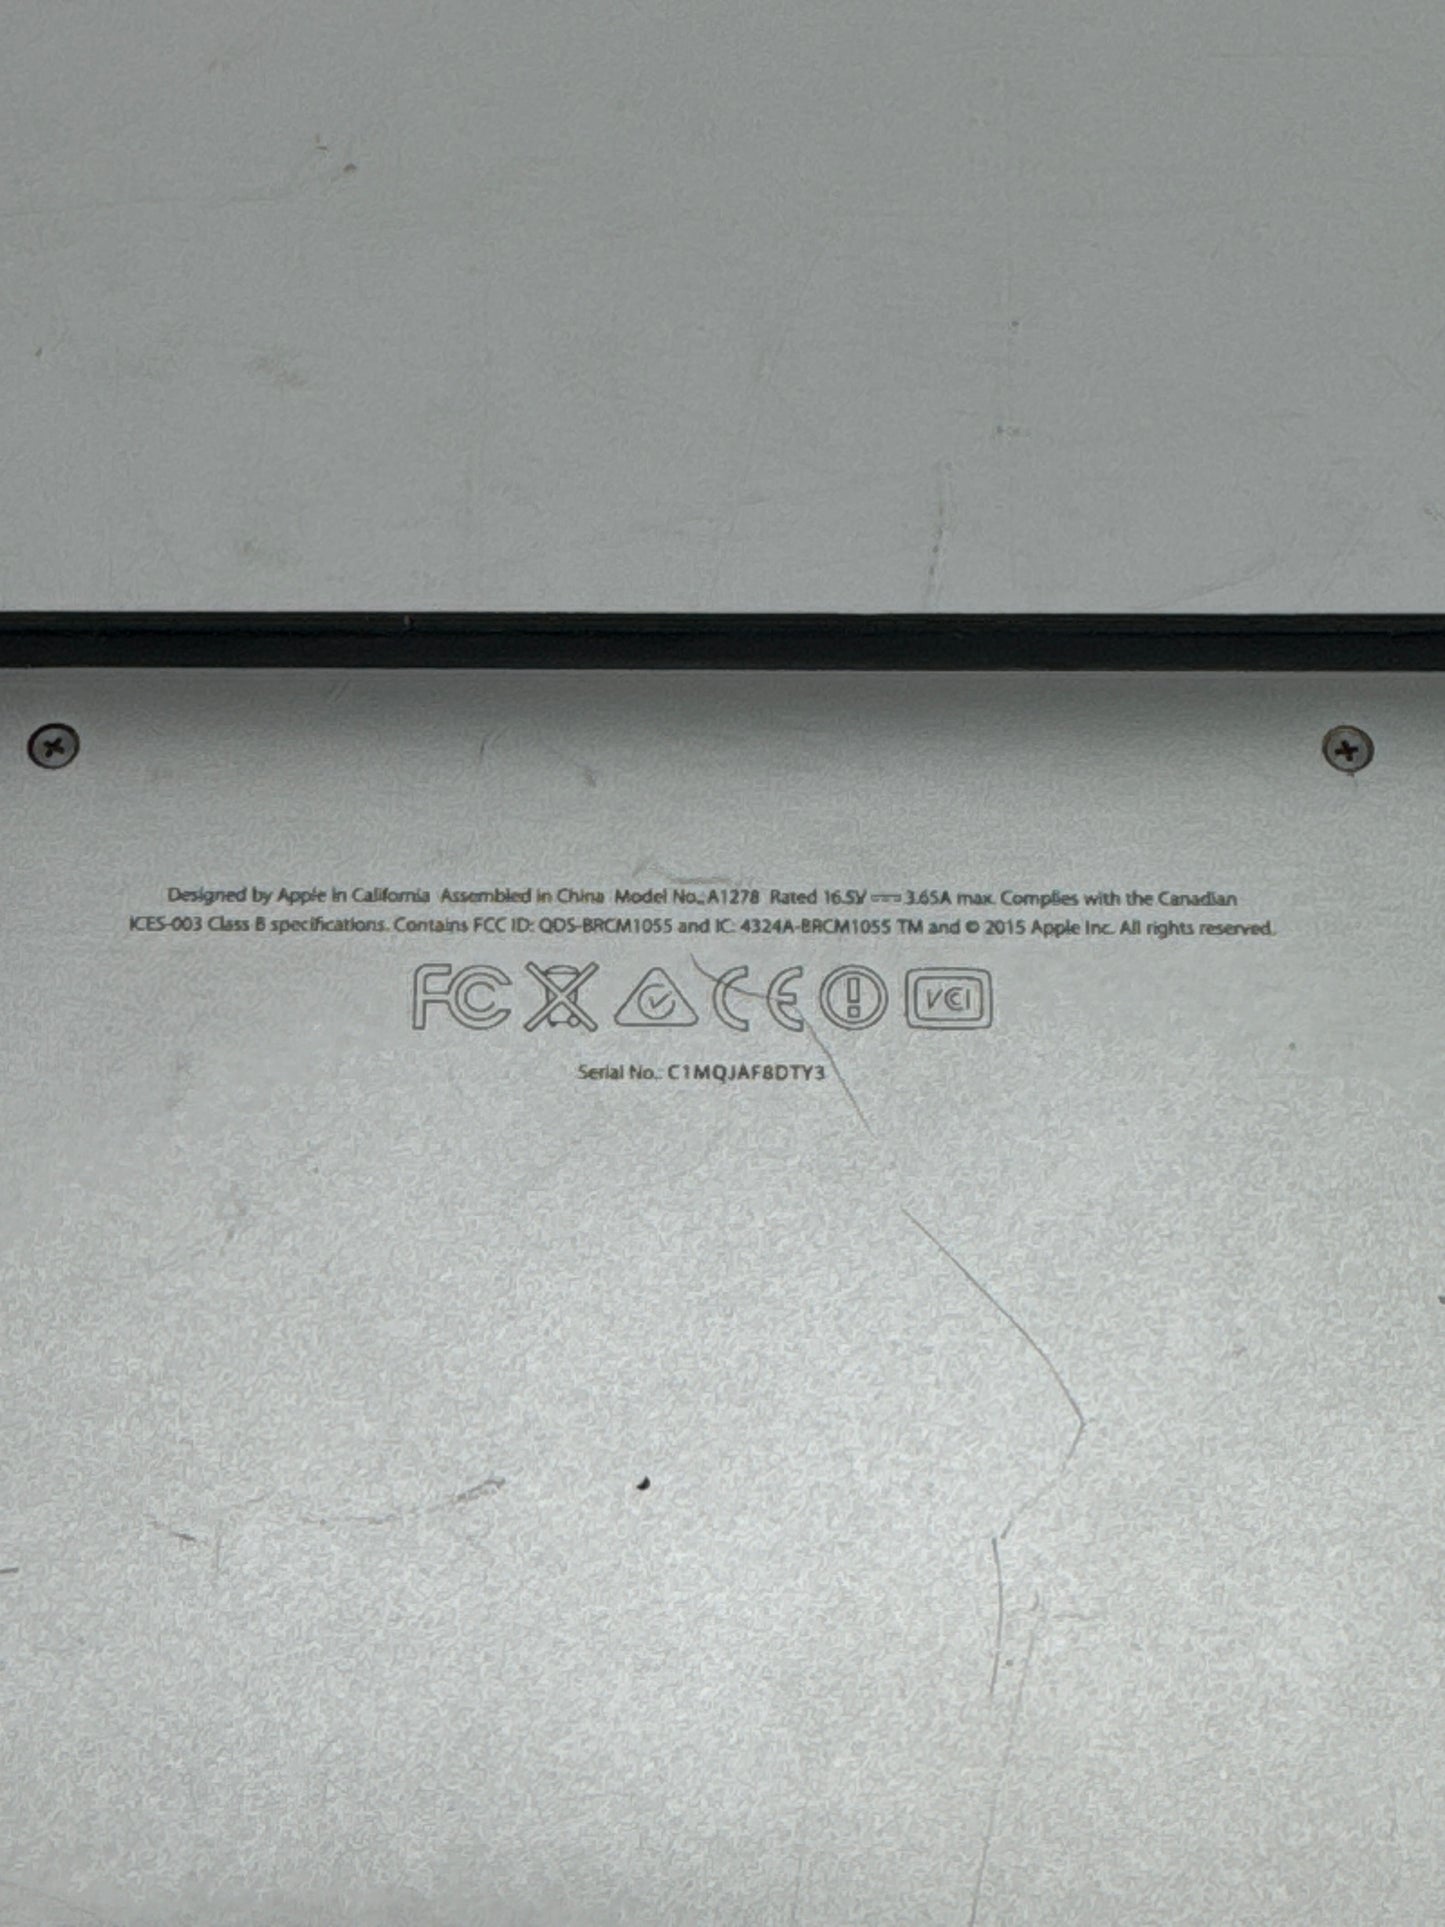 Designed by Apple in California Assembled in China Model No.: A1278 Rated 16.5V ⎓ 3.65A max. Complies with the Canadian
ICES-003 Class B specifications. Contains FCC ID: QDS-BRCM1055 and IC: 4324A-BRCM1055 TM and © 2015 Apple Inc. All rights reserved.
FC CE VCI
Serial No.: C1MQJAF8DTY3